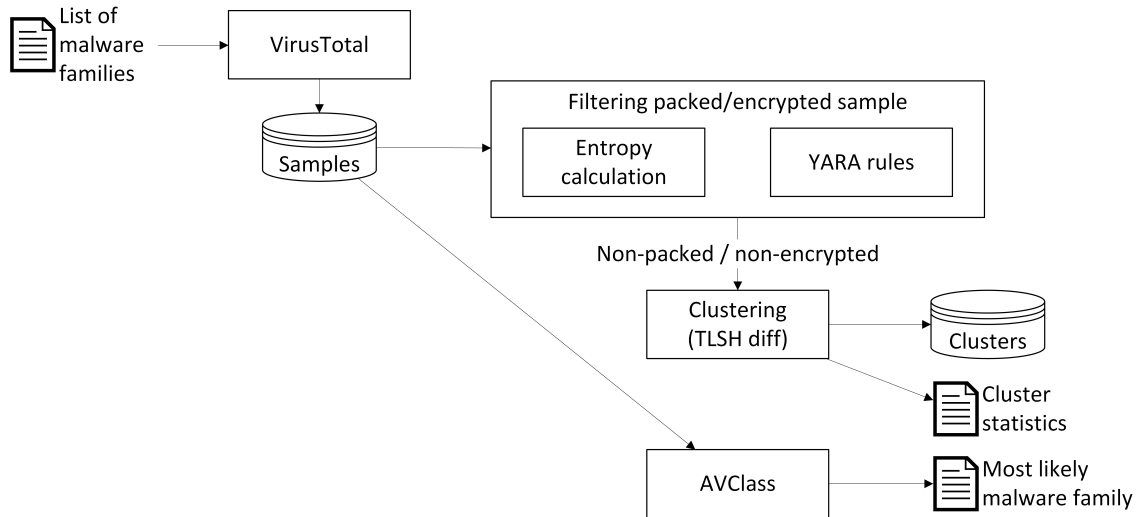 List of
malware
families
VirusTotal
Samples
Filtering packed/encrypted sample
Entropy
calculation
YARA rules
Non-packed / non-encrypted
Clustering
(TLSH diff)
Clusters
Cluster
statistics
AVClass
Most likely
malware family